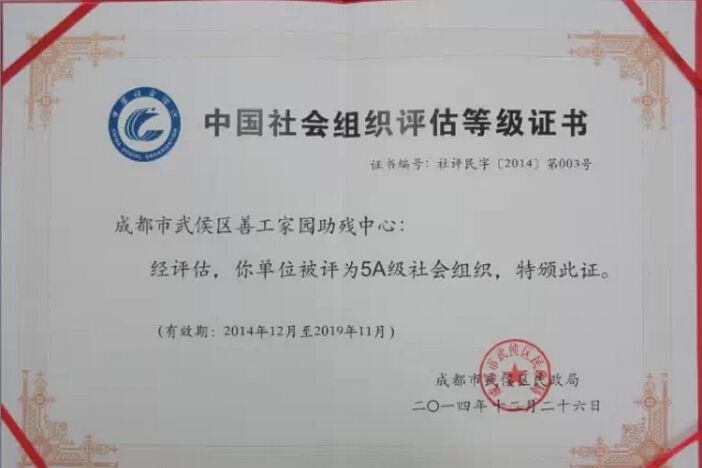 中国社会组织评估等级证书
证书编号：社评民字〔2014〕第003号
成都市武侯区善工家园助残中心：
经评估，你单位被评为5A级社会组织，特颁此证。
（有效期：2014年12月至2019年11月）
成都市武侯区民政局
二〇一四年十二月二十六日